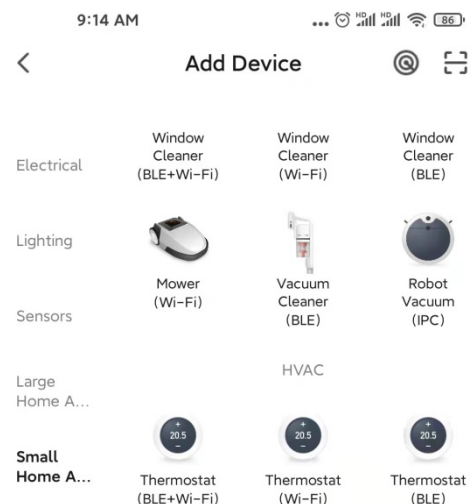 9:14 AM
HD HD 86
Add Device
Window Window Window
Electrical Cleaner Cleaner Cleaner
(BLE+Wi-Fi) (Wi-Fi) (BLE)
Lighting
Mower Vacuum Robot
(Wi-Fi) Cleaner Vacuum
Sensors (BLE) (IPC)
HVAC
Large
Home A...
+ + +
20.5 20.5 20.5
− − −
Small
Home A... Thermostat Thermostat Thermostat
(BLE+Wi-Fi) (Wi-Fi) (BLE)